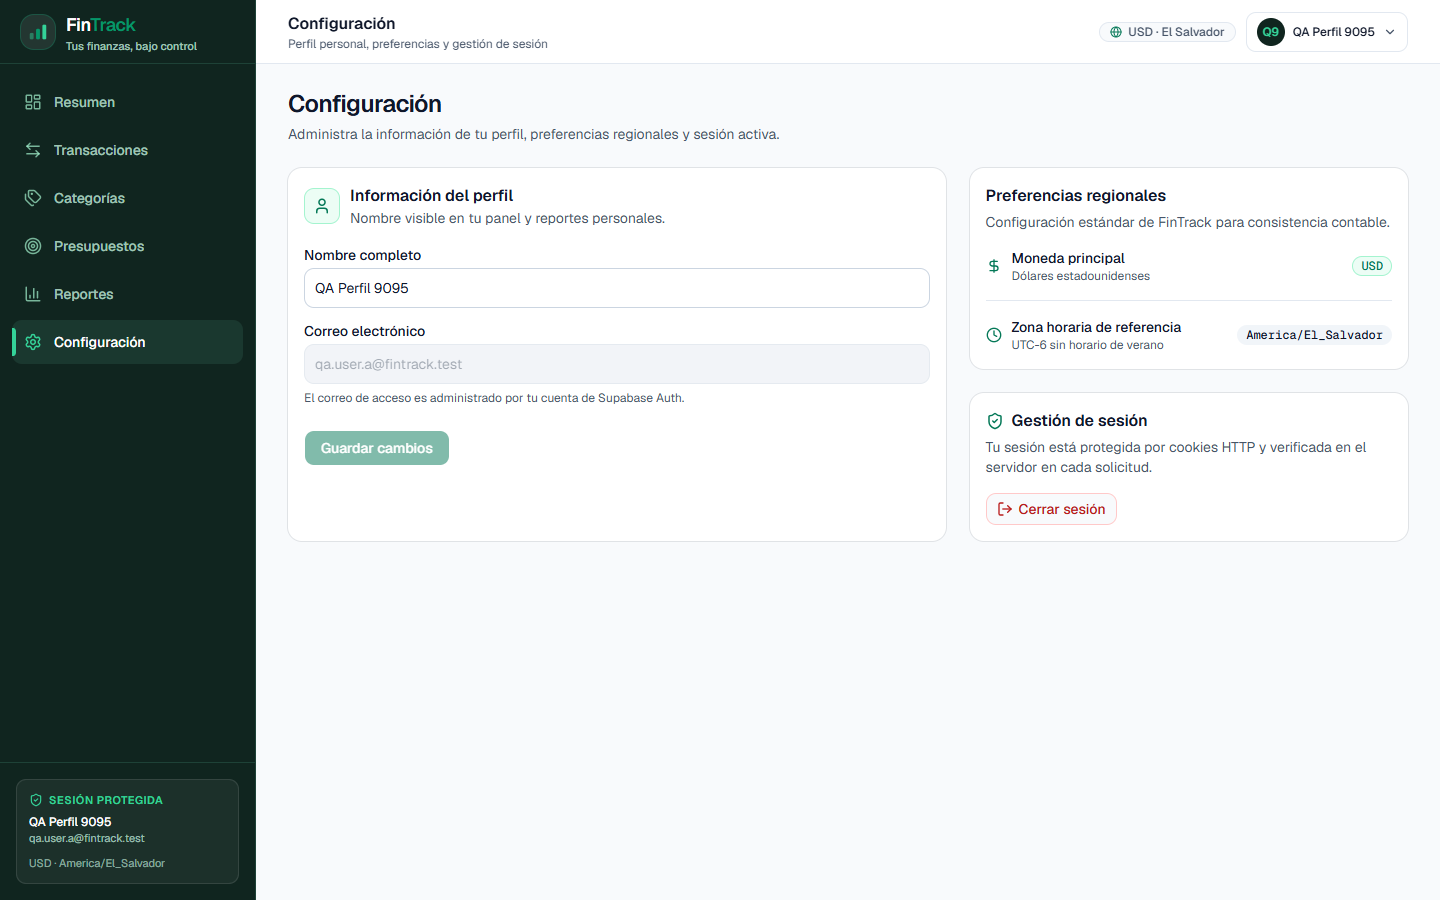 FinTrack
Tus finanzas, bajo control
Resumen
Transacciones
Categorías
Presupuestos
Reportes
Configuración
SESIÓN PROTEGIDA
QA Perfil 9095
qa.user.a@fintrack.test
USD · America/El_Salvador
Configuración
Perfil personal, preferencias y gestión de sesión
USD · El Salvador
Q9
QA Perfil 9095
Configuración
Administra la información de tu perfil, preferencias regionales y sesión activa.
Información del perfil
Nombre visible en tu panel y reportes personales.
Nombre completo
QA Perfil 9095
Correo electrónico
qa.user.a@fintrack.test
El correo de acceso es administrado por tu cuenta de Supabase Auth.
Guardar cambios
Preferencias regionales
Configuración estándar de FinTrack para consistencia contable.
Moneda principal
Dólares estadounidenses
USD
Zona horaria de referencia
UTC-6 sin horario de verano
America/El_Salvador
Gestión de sesión
Tu sesión está protegida por cookies HTTP y verificada en el
servidor en cada solicitud.
Cerrar sesión